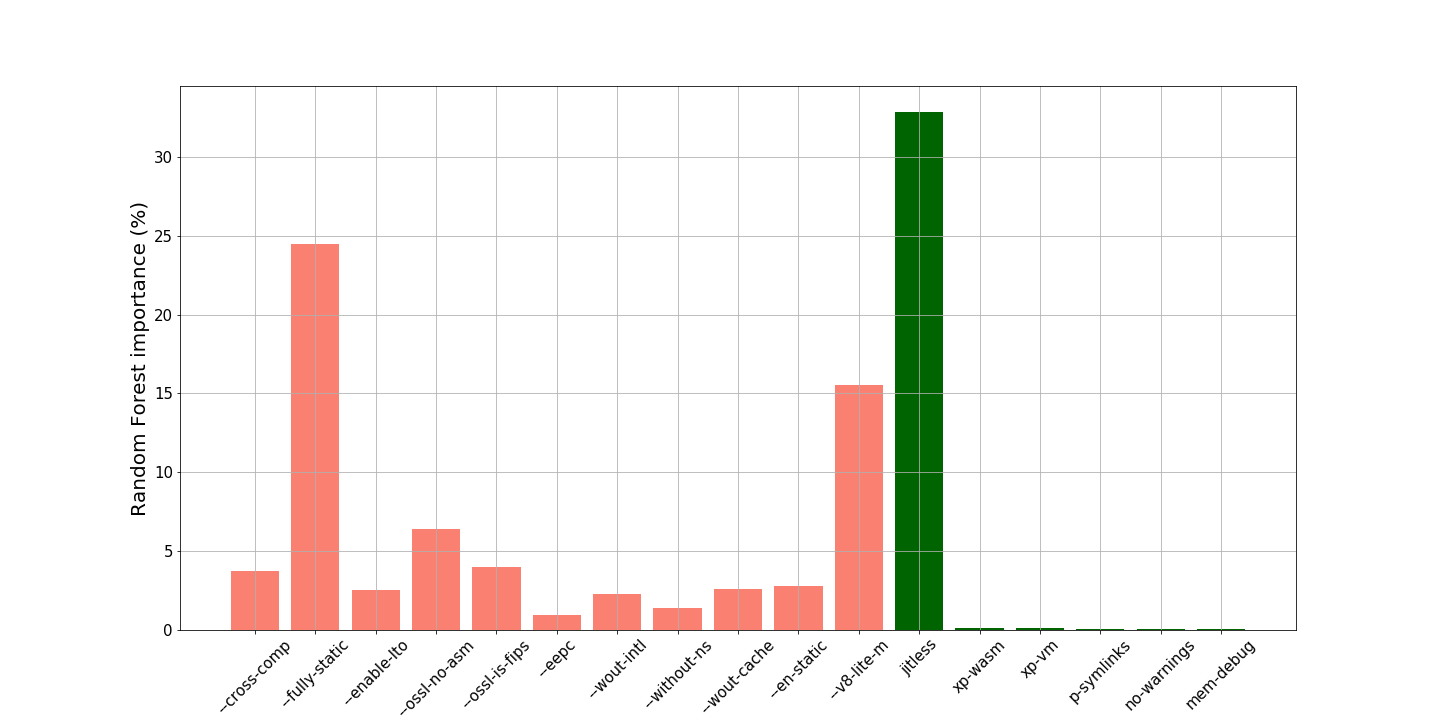 Random Forest importance (%)
30
25
20
15
10
5
0
--cross-comp
--fully-static
--enable-lto
--ossl-no-asm
--ossl-is-fips
--eepc
--wout-intl
--without-ns
--wout-cache
--en-static
--v8-lite-m
jitless
xp-wasm
xp-vm
p-symlinks
no-warnings
mem-debug